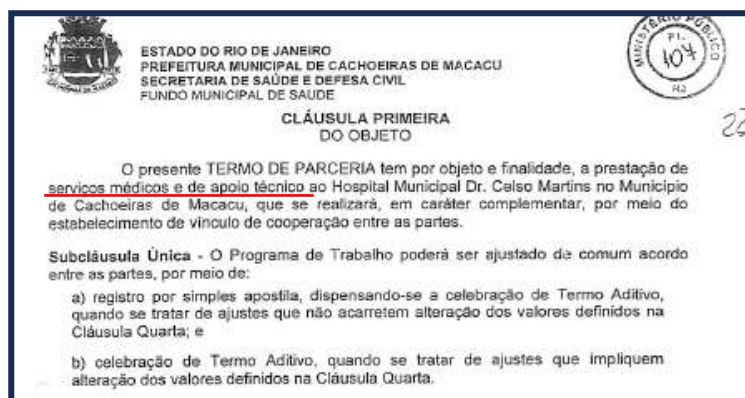 ESTADO DO RIO DE JANEIRO
PREFEITURA MUNICIPAL DE CACHOEIRAS DE MACACU
SECRETARIA DE SAÚDE E DEFESA CIVIL
FUNDO MUNICIPAL DE SAUDE
MINISTÉRIO PÚBLICO
107
CLÁUSULA PRIMEIRA
DO OBJETO
O presente TERMO DE PARCERIA tem por objeto e finalidade, a prestação de
serviços médicos e de apoio técnico ao Hospital Municipal Dr. Celso Martins no Município
de Cachoeiras de Macacu, que se realizará, em caráter complementar, por meio do
estabelecimento de vínculo de cooperação entre as partes.
Subcláusula Única - O Programa de Trabalho poderá ser ajustado de comum acordo
entre as partes, por meio de:
a) registro por simples apostila, dispensando-se a celebração de Termo Aditivo,
quando se tratar de ajustes que não acarretem alteração dos valores definidos na
Cláusula Quarta; e
b) celebração de Termo Aditivo, quando se tratar de ajustes que impliquem
alteração dos valores definidos na Cláusula Quarta.